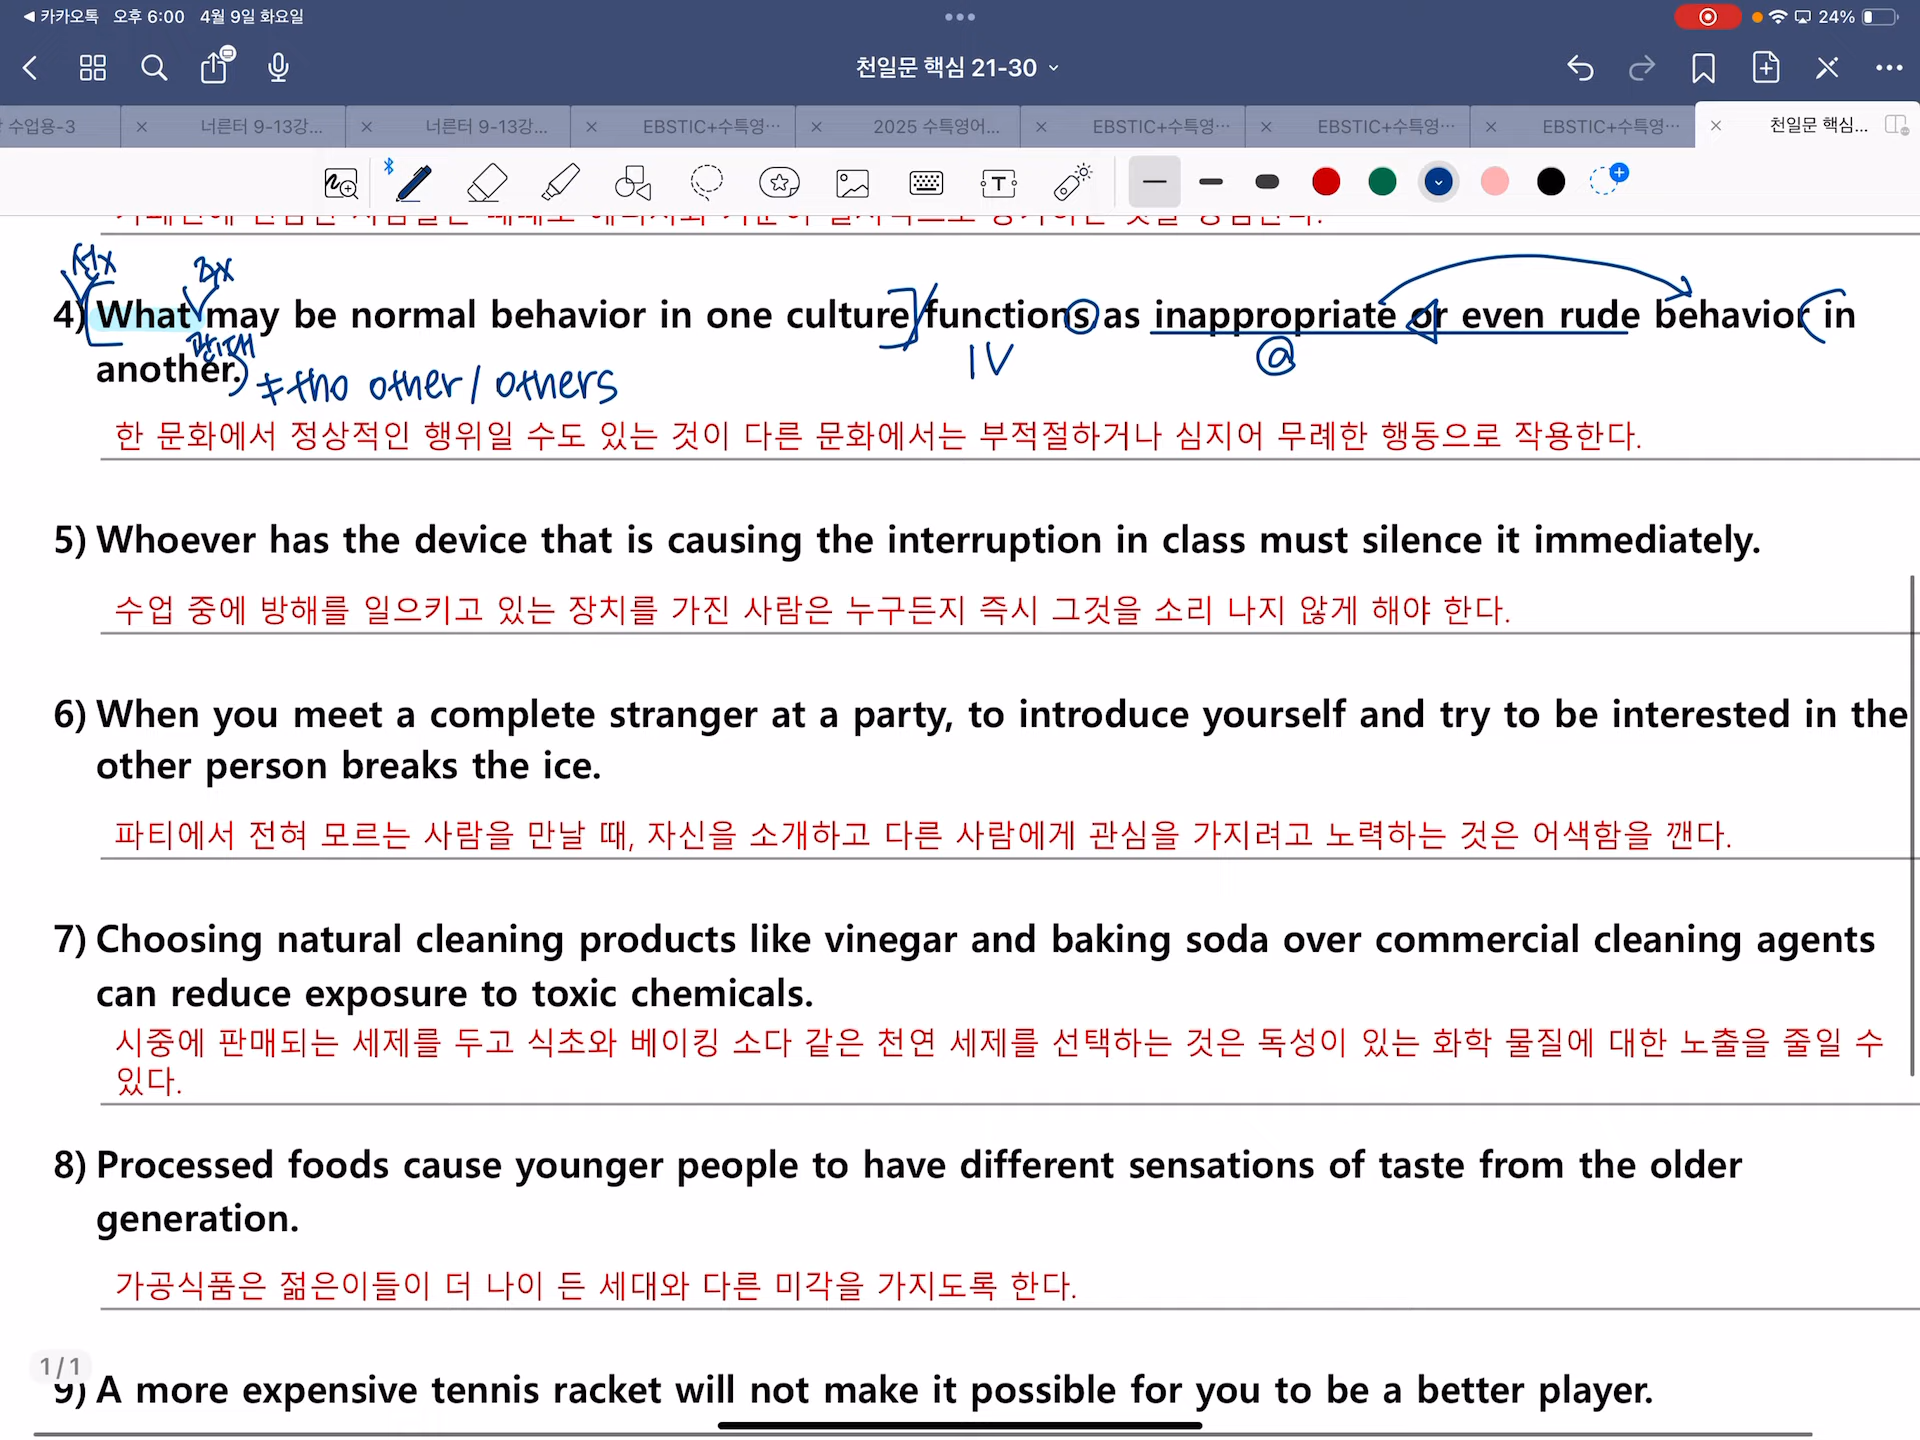 카카오톡 오후 6:00 4월 9일 화요일
24%
천일문 핵심 21-30
수업용-3
너른터 9-13강...
너른터 9-13강...
EBSTIC+수특영...
2025 수특영어...
EBSTIC+수특영...
EBSTIC+수특영...
EBSTIC+수특영...
천일문 핵심...
선x
주x
4) What may be normal behavior in one culture functions as inappropriate or even rude behavior in
관.대
1V
ⓐ
another.
≠ tho other / others
한 문화에서 정상적인 행위일 수도 있는 것이 다른 문화에서는 부적절하거나 심지어 무례한 행동으로 작용한다.
5) Whoever has the device that is causing the interruption in class must silence it immediately.
수업 중에 방해를 일으키고 있는 장치를 가진 사람은 누구든지 즉시 그것을 소리 나지 않게 해야 한다.
6) When you meet a complete stranger at a party, to introduce yourself and try to be interested in the
other person breaks the ice.
파티에서 전혀 모르는 사람을 만날 때, 자신을 소개하고 다른 사람에게 관심을 가지려고 노력하는 것은 어색함을 깬다.
7) Choosing natural cleaning products like vinegar and baking soda over commercial cleaning agents
can reduce exposure to toxic chemicals.
시중에 판매되는 세제를 두고 식초와 베이킹 소다 같은 천연 세제를 선택하는 것은 독성이 있는 화학 물질에 대한 노출을 줄일 수
있다.
8) Processed foods cause younger people to have different sensations of taste from the older
generation.
가공식품은 젊은이들이 더 나이 든 세대와 다른 미각을 가지도록 한다.
1/1
9) A more expensive tennis racket will not make it possible for you to be a better player.